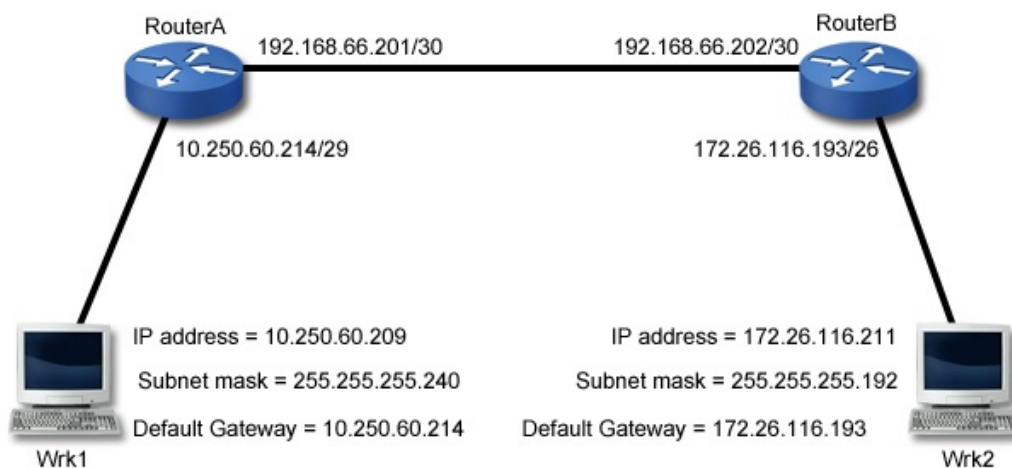 RouterA
RouterB
192.168.66.201/30
192.168.66.202/30
10.250.60.214/29
172.26.116.193/26
IP address = 10.250.60.209
Subnet mask = 255.255.255.240
Default Gateway = 10.250.60.214
Wrk1
IP address = 172.26.116.211
Subnet mask = 255.255.255.192
Default Gateway = 172.26.116.193
Wrk2